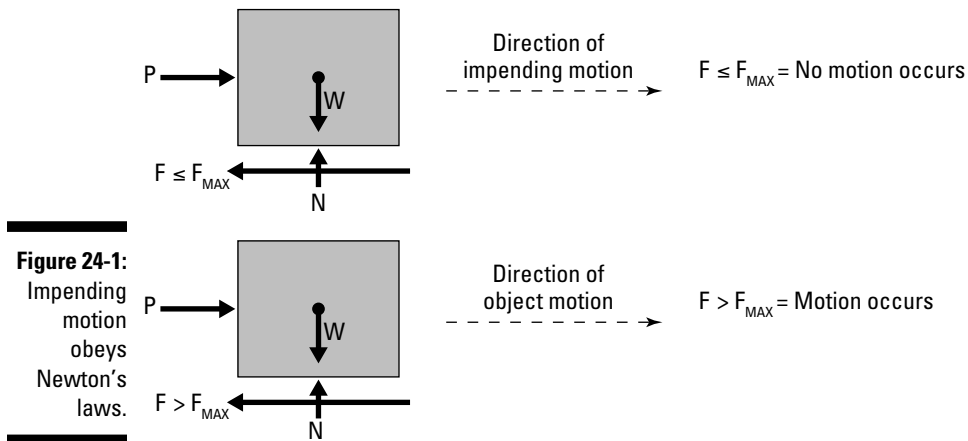 Direction of
impending motion
F ≤ F_MAX = No motion occurs
P
W
F ≤ F_MAX
N
Figure 24-1:
Impending
motion
obeys
Newton's
laws.
Direction of
object motion
F > F_MAX = Motion occurs
P
W
F > F_MAX
N